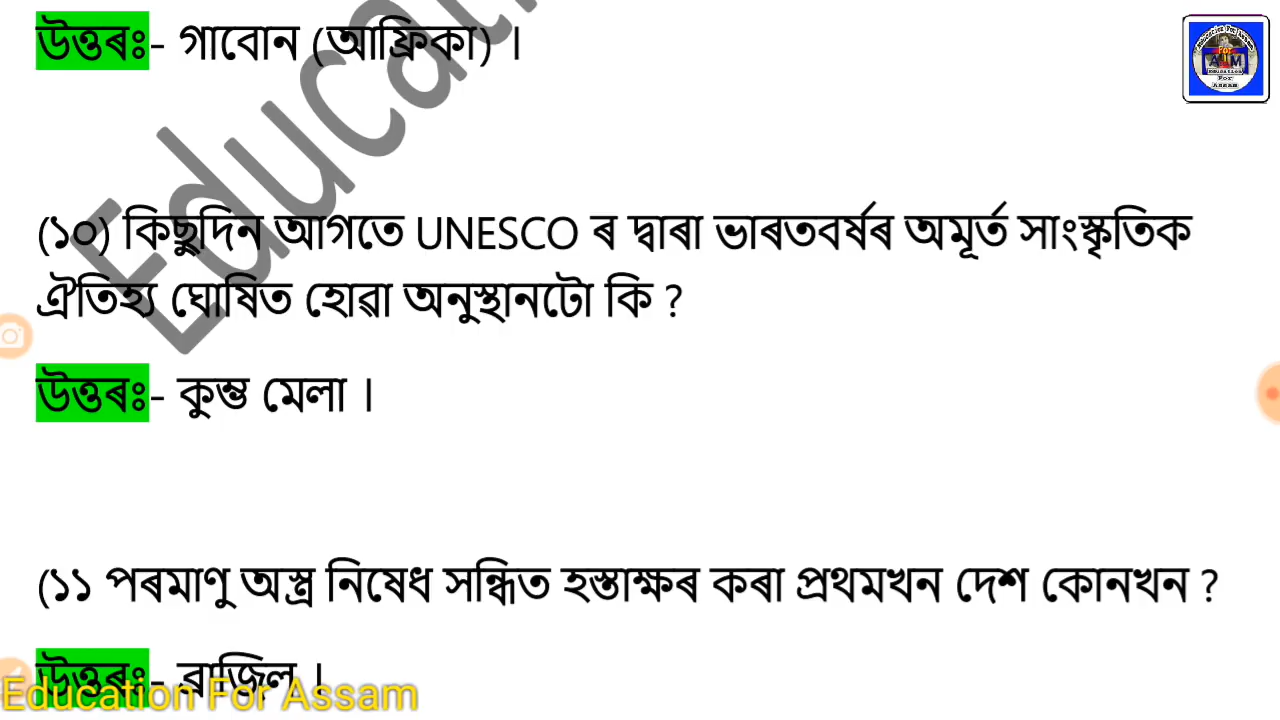 উত্তৰঃ- গাবোন (আফ্রিকা) ।
(১০) কিছুদিন আগতে UNESCO ৰ দ্বাৰা ভাৰতবৰ্ষৰ অমূৰ্ত সাংস্কৃতিক
ঐতিহ্য ঘোষিত হোৱা অনুস্থানটো কি ?
উত্তৰঃ- কুম্ভ মেলা ।
(১১ পৰমাণু অস্ত্ৰ নিষেধ সন্ধিত হস্তাক্ষৰ কৰা প্ৰথমখন দেশ কোনখন ?
উত্তৰঃ- ব্ৰাজিল ।
Education For Assam